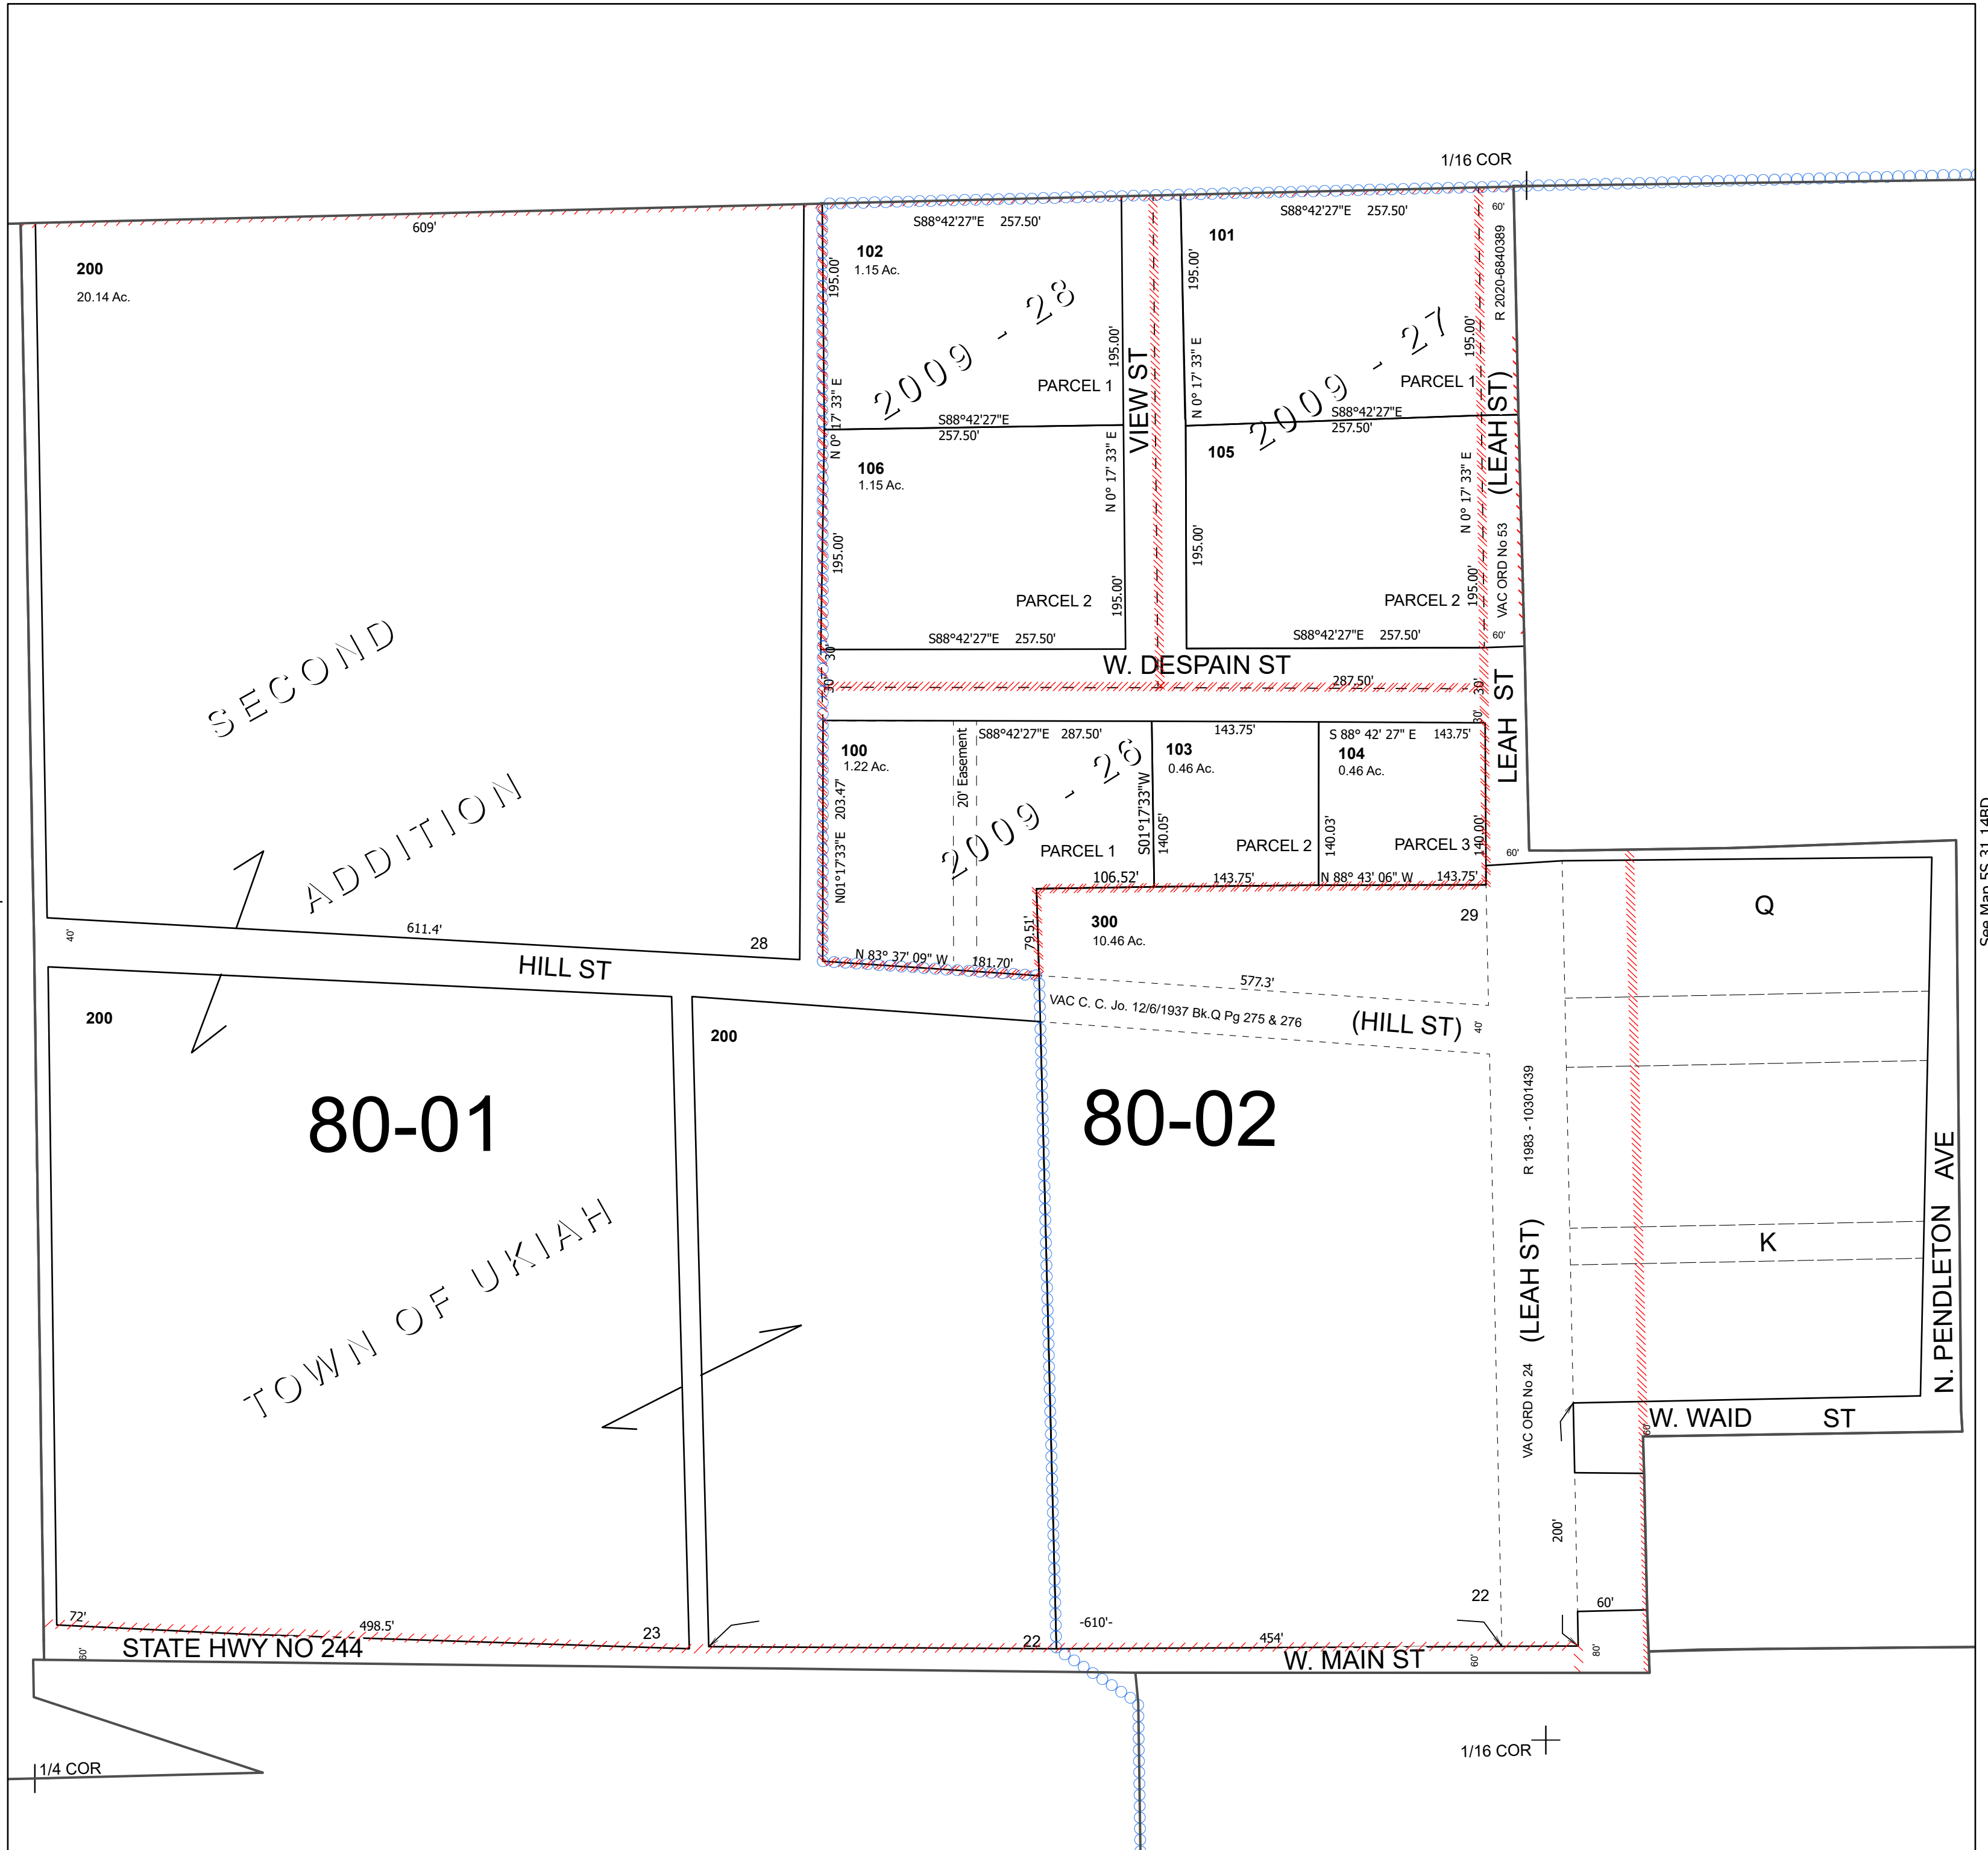 1/16 COR
609'
S88°42'27"E 257.50'
S88°42'27"E 257.50'
60'
200
20.14 Ac.
102
1.15 Ac.
101
195.00'
195.00'
R 2020-6840389
2009 - 28
2009 - 27
195.00'
195.00'
N 0° 17' 33" E
N 0° 17' 33" E
PARCEL 1
PARCEL 1
VIEW ST
(LEAH ST)
S88°42'27"E
257.50'
S88°42'27"E
257.50'
106
1.15 Ac.
105
N 0° 17' 33" E
N 0° 17' 33" E
195.00'
195.00'
VAC ORD No 53
195.00'
195.00'
PARCEL 2
PARCEL 2
S88°42'27"E 257.50'
S88°42'27"E 257.50'
60'
30'
W. DESPAIN ST
30'
287.50'
30'
30'
LEAH ST
SECOND
ADDITION
100
1.22 Ac.
20' Easement
S88°42'27"E 287.50'
143.75'
S 88° 42' 27" E 143.75'
103
0.46 Ac.
104
0.46 Ac.
2009 - 26
N01°17'33"E 203.47'
S01°17'33"W
140.05'
140.03'
140.00'
PARCEL 1
PARCEL 2
PARCEL 3
60'
106.52'
143.75'
N 88° 43' 06" W 143.75'
See Map 5S 31 14BD
Q
300
10.46 Ac.
29
79.51'
40'
611.4'
28
HILL ST
N 83° 37' 09" W 181.70'
577.3'
VAC C. C. Jo. 12/6/1937 Bk.Q Pg 275 & 276
(HILL ST)
40'
200
200
80-01
80-02
R 1983 - 10301439
TOWN OF UKIAH
(LEAH ST)
K
N. PENDLETON AVE
VAC ORD No 24
W. WAID ST
60'
200'
72'
498.5'
23
22
-610'-
454'
22
60'
60'
STATE HWY NO 244
W. MAIN ST
60'
80'
1/4 COR
1/16 COR